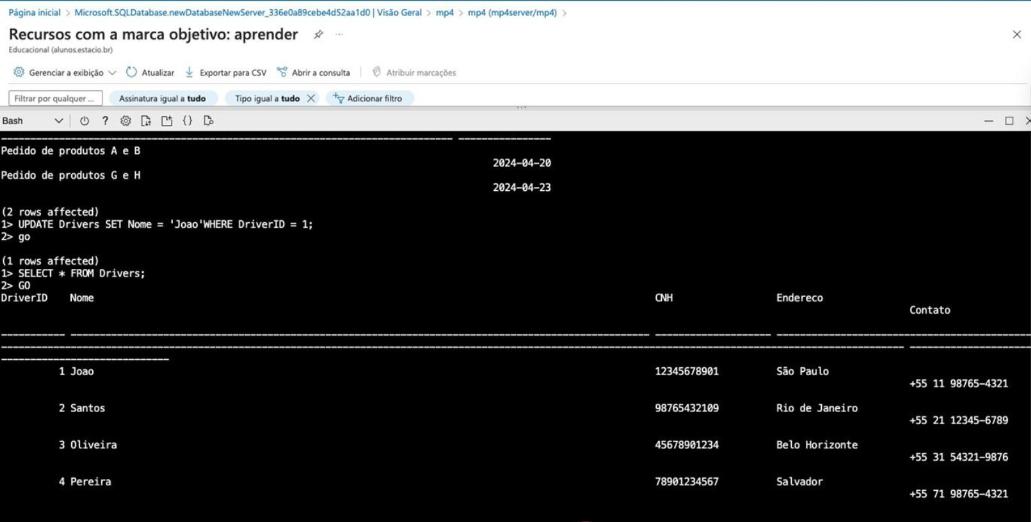 Página inicial > Microsoft.SQLDatabase.newDatabaseNewServer_336e0a89cebe4d52aa1d0 | Visão Geral > mp4 > mp4 (mp4server/mp4) >
Recursos com a marca objetivo: aprender
Educacional (alunos.estacio.br)
Gerenciar a exibição Atualizar Exportar para CSV Abrir a consulta Atribuir marcações
Filtrar por qualquer ... Assinatura igual a tudo Tipo igual a tudo Adicionar filtro
Bash
Pedido de produtos A e B
2024-04-20
Pedido de produtos G e H
2024-04-23
(2 rows affected)
1> UPDATE Drivers SET Nome = 'Joao'WHERE DriverID = 1;
2> go
(1 rows affected)
1> SELECT * FROM Drivers;
2> GO
DriverID Nome CNH Endereco
Contato
1 Joao 12345678901 São Paulo
+55 11 98765-4321
2 Santos 98765432109 Rio de Janeiro
+55 21 12345-6789
3 Oliveira 45678901234 Belo Horizonte
+55 31 54321-9876
4 Pereira 78901234567 Salvador
+55 71 98765-4321